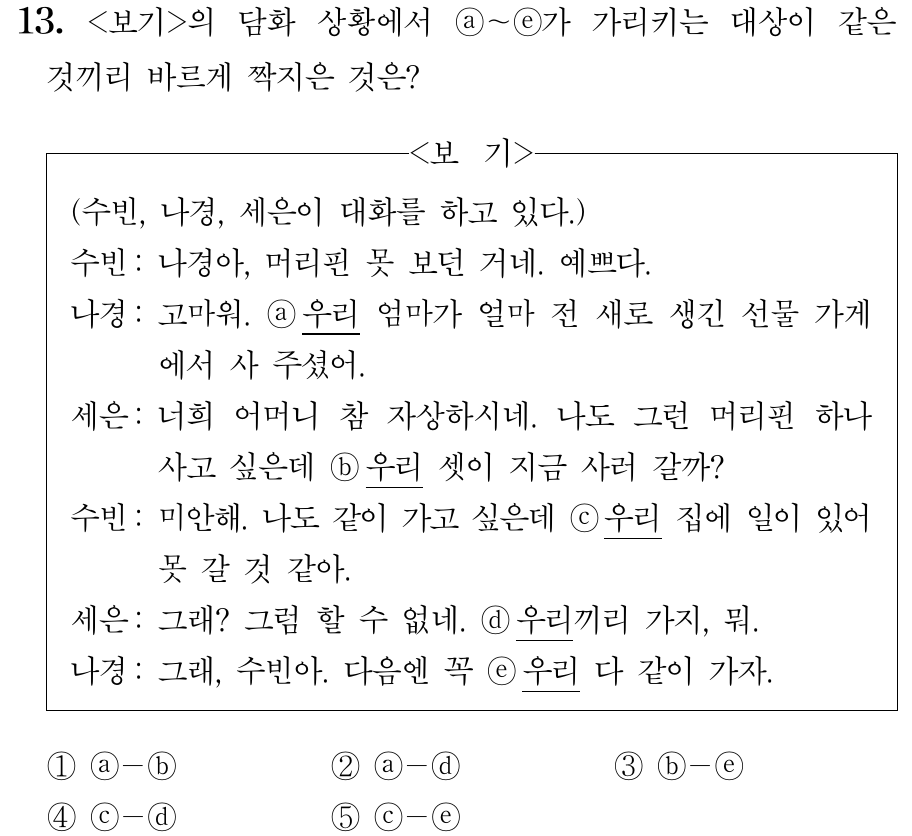 13. <보기>의 담화 상황에서 ⓐ~ⓔ가 가리키는 대상이 같은
것끼리 바르게 짝지은 것은?
<보 기>
(수빈, 나경, 세은이 대화를 하고 있다.)
수빈: 나경아, 머리핀 못 보던 거네. 예쁘다.
나경: 고마워. ⓐ우리 엄마가 얼마 전 새로 생긴 선물 가게
에서 사 주셨어.
세은: 너희 어머니 참 자상하시네. 나도 그런 머리핀 하나
사고 싶은데 ⓑ우리 셋이 지금 사러 갈까?
수빈: 미안해. 나도 같이 가고 싶은데 ⓒ우리 집에 일이 있어
못 갈 것 같아.
세은: 그래? 그럼 할 수 없네. ⓓ우리끼리 가지, 뭐.
나경: 그래, 수빈아. 다음엔 꼭 ⓔ우리 다 같이 가자.
① ⓐ-ⓑ ② ⓐ-ⓓ ③ ⓑ-ⓔ
④ ⓒ-ⓓ ⑤ ⓒ-ⓔ